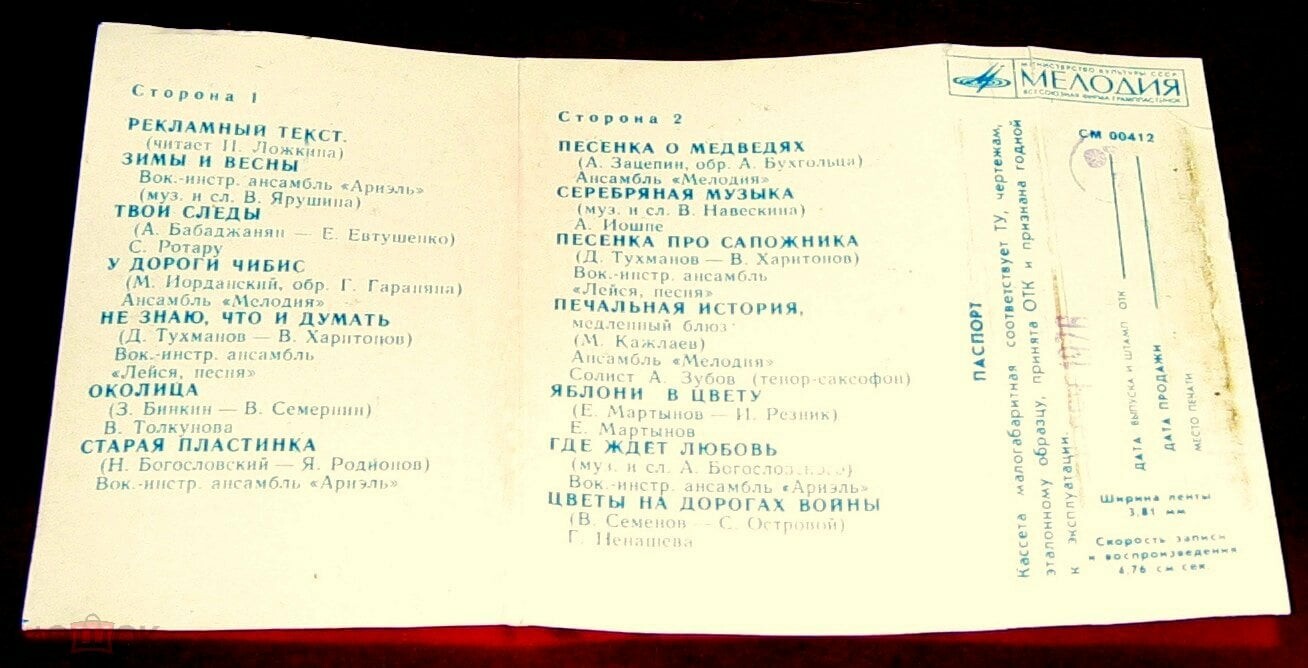 Сторона 1
РЕКЛАМНЫЙ ТЕКСТ.
(читает Н. Ложкина)
ЗИМЫ И ВЕСНЫ
Вок.-инстр. ансамбль «Ариэль»
(муз. и сл. В. Ярушина)
ТВОИ СЛЕДЫ
(А. Бабаджанян — Е. Евтушенко)
С. Ротару
У ДОРОГИ ЧИБИС
(М. Иорданский, обр. Г. Гараняна)
Ансамбль «Мелодия»
НЕ ЗНАЮ, ЧТО И ДУМАТЬ
(Д. Тухманов — В. Харитонов)
Вок.-инстр. ансамбль
«Лейся, песня»
ОКОЛИЦА
(З. Бинкин — В. Семернин)
В. Толкунова
СТАРАЯ ПЛАСТИНКА
(Н. Богословский — Я. Родионов)
Вок.-инстр. ансамбль «Ариэль»
Сторона 2
ПЕСЕНКА О МЕДВЕДЯХ
(А. Зацепин, обр. А. Бухгольца)
Ансамбль «Мелодия»
СЕРЕБРЯНАЯ МУЗЫКА
(муз. и сл. В. Навескина)
А. Иошпе
ПЕСЕНКА ПРО САПОЖНИКА
(Д. Тухманов — В. Харитонов)
Вок.-инстр. ансамбль
«Лейся, песня»
ПЕЧАЛЬНАЯ ИСТОРИЯ,
медленный блюз
(М. Кажлаев)
Ансамбль «Мелодия»
Солист А. Зубов (тенор-саксофон)
ЯБЛОНИ В ЦВЕТУ
(Е. Мартынов — И. Резник)
Е. Мартынов
ГДЕ ЖДЕТ ЛЮБОВЬ
(муз. и сл. А. Богословского)
Вок.-инстр. ансамбль «Ариэль»
ЦВЕТЫ НА ДОРОГАХ ВОЙНЫ
(В. Семенов — С. Островой)
Г. Ненашева
МИНИСТЕРСТВО КУЛЬТУРЫ СССР
МЕЛОДИЯ
ВСЕСОЮЗНАЯ ФИРМА ГРАМПЛАСТИНОК
СМ 00412
ПАСПОРТ
Кассета малогабаритная соответствует ТУ, чертежам,
эталонному образцу, принята ОТК и признана годной
к эксплуатации.
ДАТА ВЫПУСКА И ШТАМП ОТК
ДАТА ПРОДАЖИ
МЕСТО ПЕЧАТИ
Ширина ленты
3,81 мм
Скорость записи
и воспроизведения
4,76 см сек.